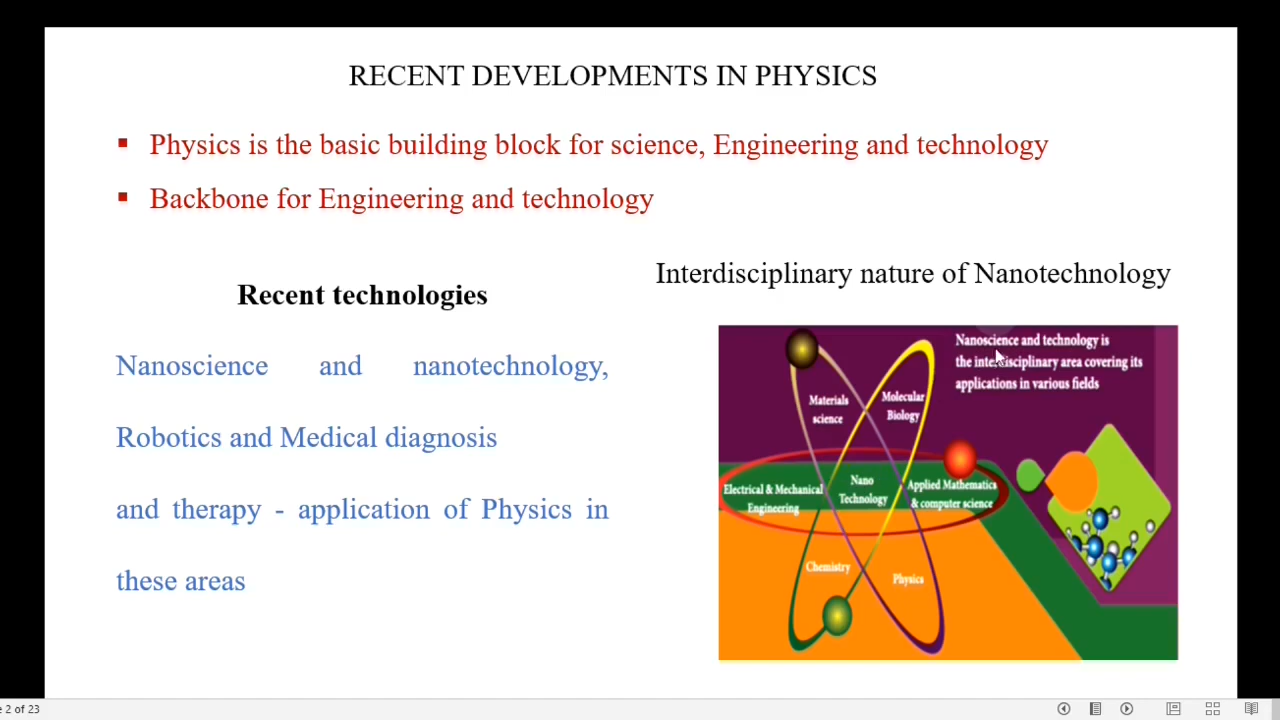 RECENT DEVELOPMENTS IN PHYSICS
Physics is the basic building block for science, Engineering and technology
Backbone for Engineering and technology
Recent technologies
Nanoscience and nanotechnology,
Robotics and Medical diagnosis
and therapy - application of Physics in
these areas
Interdisciplinary nature of Nanotechnology
Nanoscience and technology is
the interdisciplinary area covering its
applications in various fields
Materials
science
Molecular
Biology
Electrical & Mechanical
Engineering
Nano
Technology
Applied Mathematics
& computer science
Chemistry
Physics
e 2 of 23